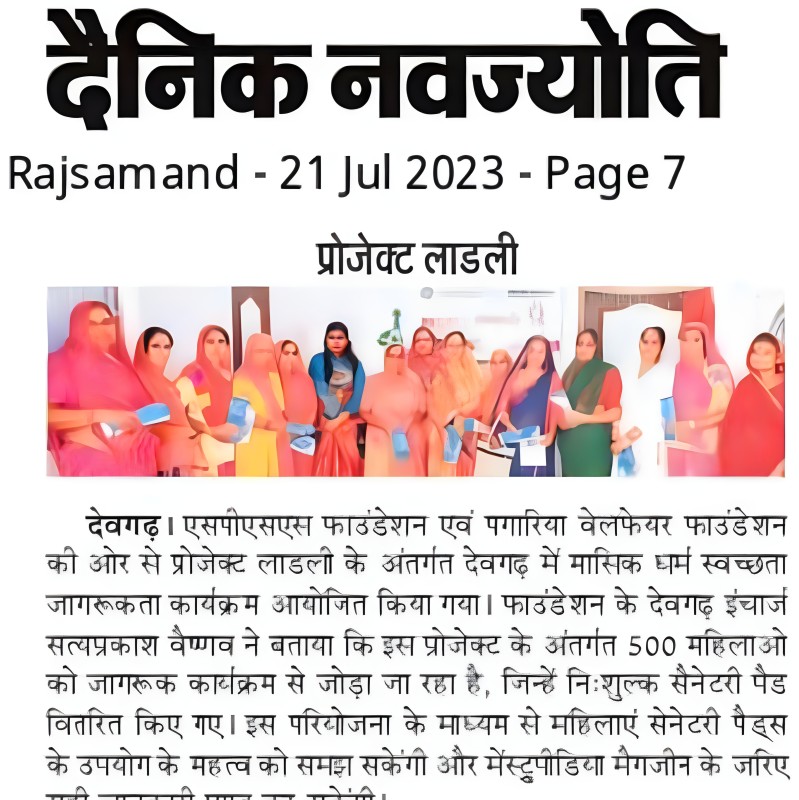 दैनिक नवज्योति
Rajsamand - 21 Jul 2023 - Page 7
प्रोजेक्ट लाडली
देवगढ़। एसपीएसएस फाउंडेशन एवं पगारिया वेलफेयर फाउंडेशन
की ओर से प्रोजेक्ट लाडली के अंतर्गत देवगढ़ में मासिक धर्म स्वच्छता
जागरूकता कार्यक्रम आयोजित किया गया। फाउंडेशन के देवगढ़ इंचार्ज
सत्यप्रकाश वैष्णव ने बताया कि इस प्रोजेक्ट के अंतर्गत 500 महिलाओ
को जागरूक कार्यक्रम से जोड़ा जा रहा है, जिन्हें निःशुल्क सैनेटरी पैड
वितरित किए गए। इस परियोजना के माध्यम से महिलाएं सेनेटरी पैड्स
के उपयोग के महत्व को समझ सकेंगी और मेंस्ट्रुपीडिया मैगजीन के जरिए